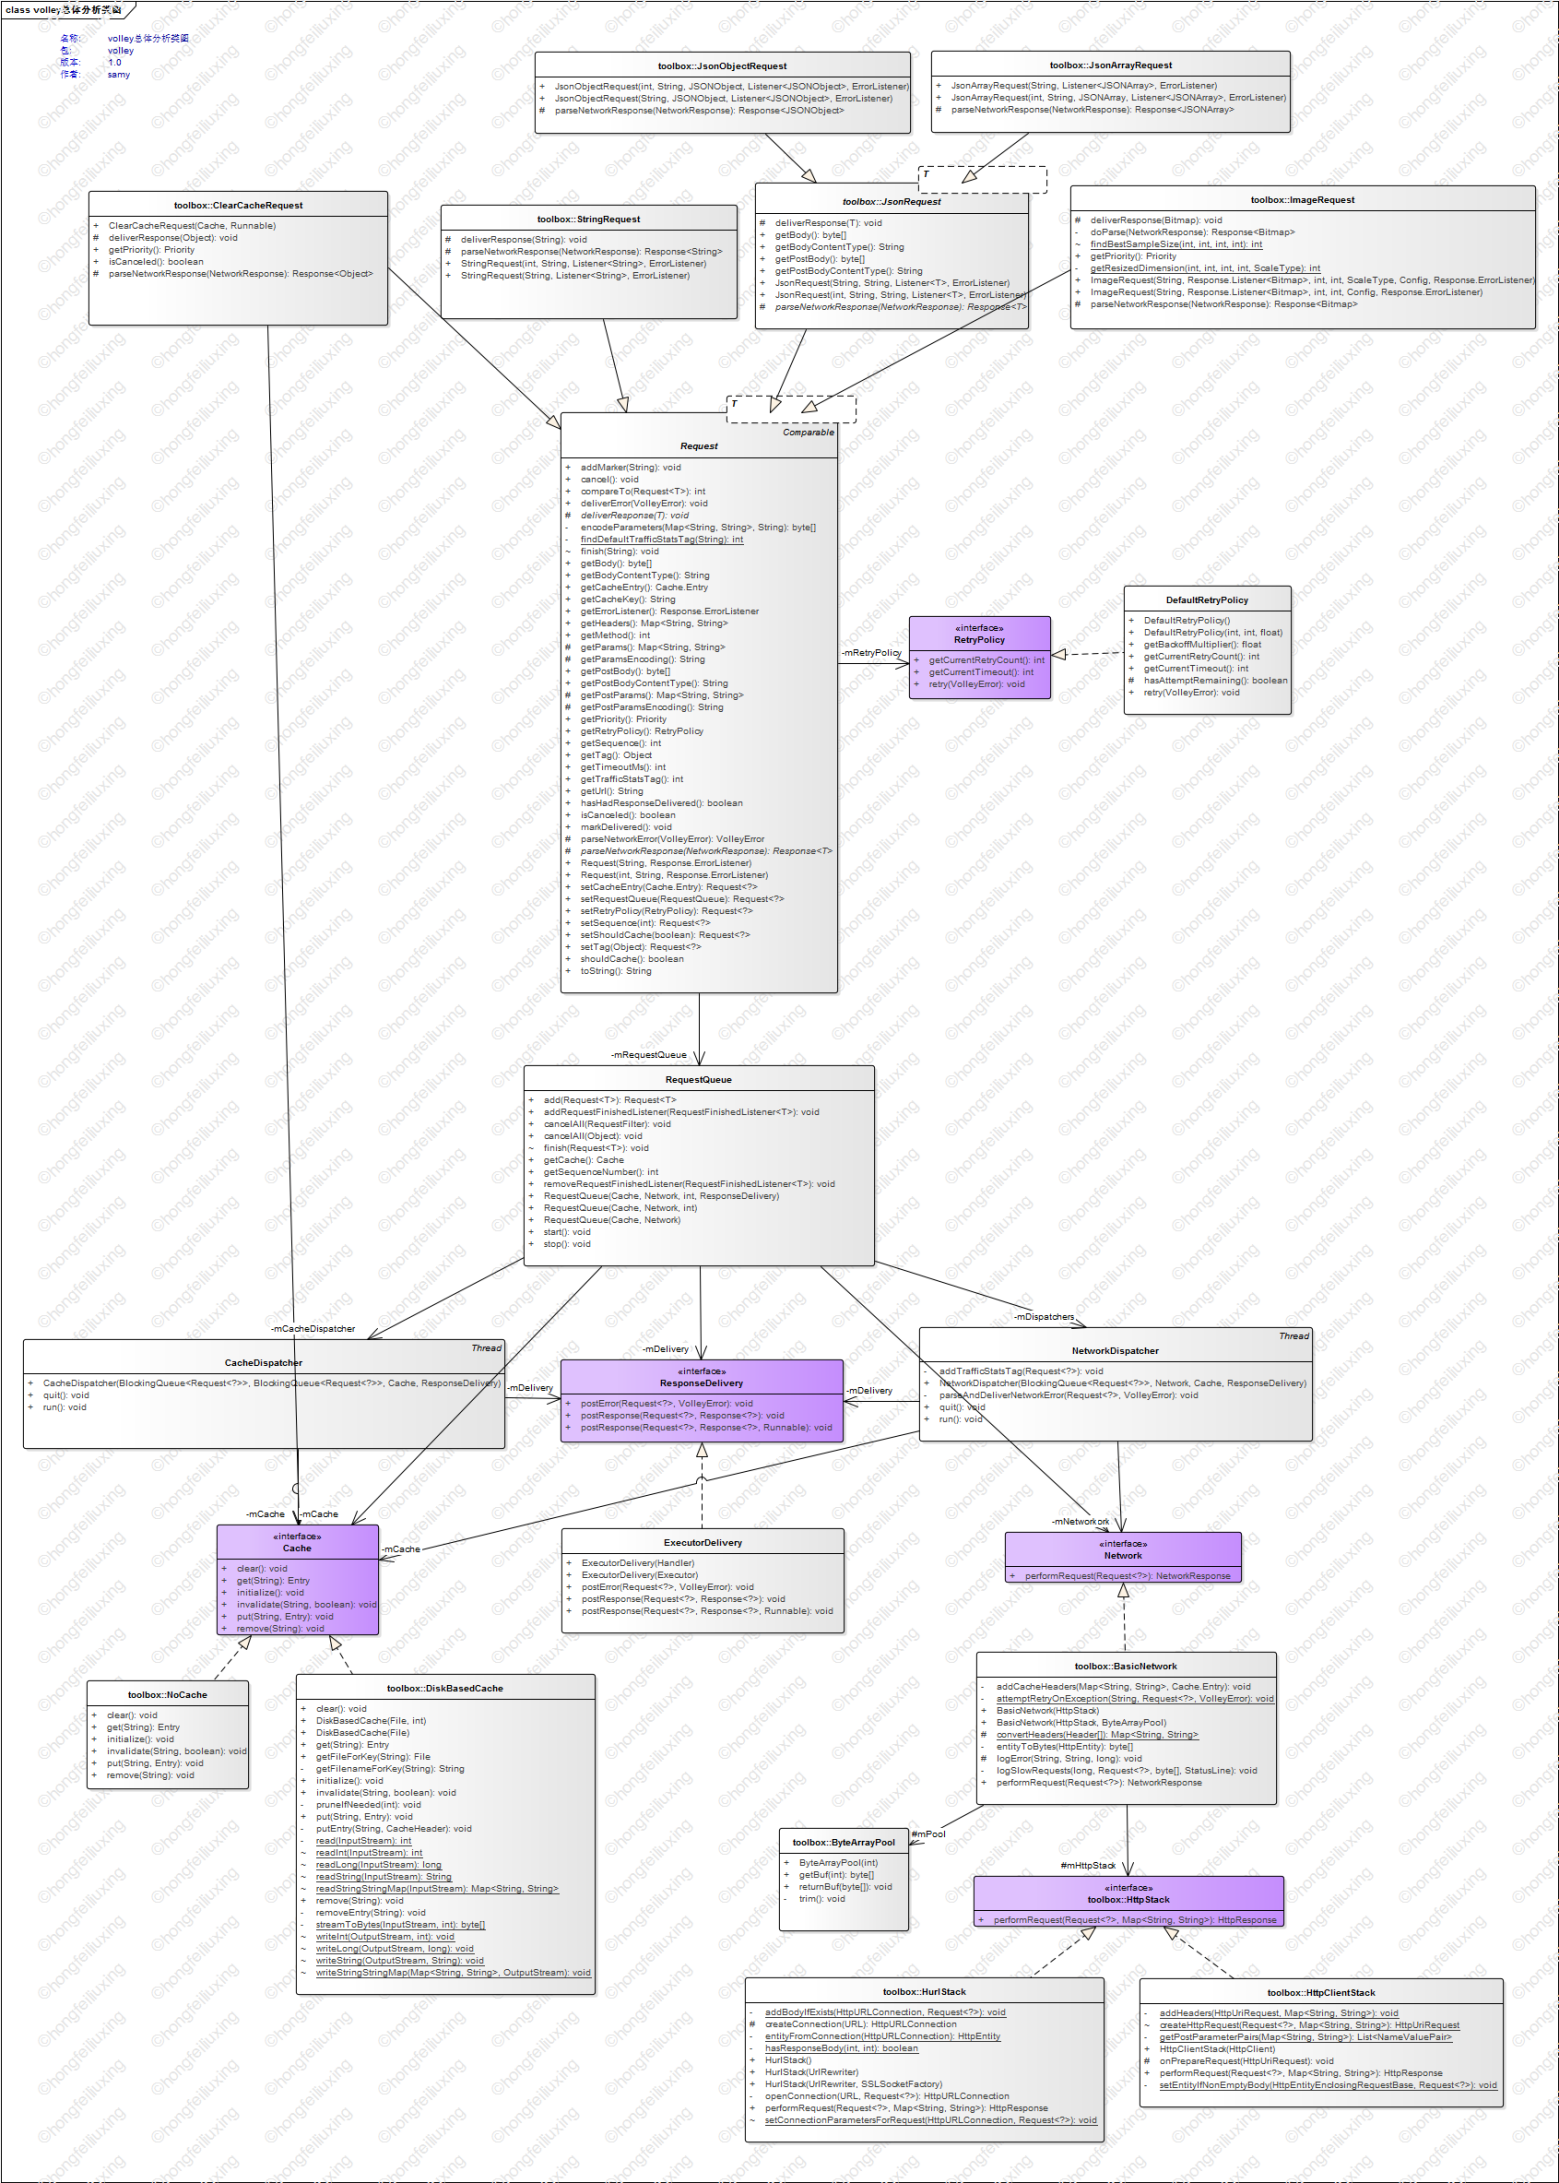 class volley总体分析类图
名称: volley总体分析类图
包: volley
版本: 1.0
作者: samy
toolbox::JsonObjectRequest
+ JsonObjectRequest(int, String, JSONObject, Listener<JSONObject>, ErrorListener)
+ JsonObjectRequest(String, JSONObject, Listener<JSONObject>, ErrorListener)
# parseNetworkResponse(NetworkResponse): Response<JSONObject>
toolbox::JsonArrayRequest
+ JsonArrayRequest(String, Listener<JSONArray>, ErrorListener)
+ JsonArrayRequest(int, String, JSONArray, Listener<JSONArray>, ErrorListener)
# parseNetworkResponse(NetworkResponse): Response<JSONArray>
toolbox::ClearCacheRequest
+ ClearCacheRequest(Cache, Runnable)
# deliverResponse(Object): void
+ getPriority(): Priority
+ isCanceled(): boolean
# parseNetworkResponse(NetworkResponse): Response<Object>
toolbox::StringRequest
# deliverResponse(String): void
# parseNetworkResponse(NetworkResponse): Response<String>
+ StringRequest(int, String, Listener<String>, ErrorListener)
+ StringRequest(String, Listener<String>, ErrorListener)
T
toolbox::JsonRequest
# deliverResponse(T): void
+ getBody(): byte[]
+ getBodyContentType(): String
+ getPostBody(): byte[]
+ getPostBodyContentType(): String
+ JsonRequest(String, String, Listener<T>, ErrorListener)
+ JsonRequest(int, String, String, Listener<T>, ErrorListener)
# parseNetworkResponse(NetworkResponse): Response<T>
toolbox::ImageRequest
# deliverResponse(Bitmap): void
- doParse(NetworkResponse): Response<Bitmap>
~ findBestSampleSize(int, int, int, int): int
+ getPriority(): Priority
- getResizedDimension(int, int, int, int, ScaleType): int
+ ImageRequest(String, Response.Listener<Bitmap>, int, int, ScaleType, Config, Response.ErrorListener)
+ ImageRequest(String, Response.Listener<Bitmap>, int, int, Config, Response.ErrorListener)
# parseNetworkResponse(NetworkResponse): Response<Bitmap>
T
Comparable
Request
+ addMarker(String): void
+ cancel(): void
+ compareTo(Request<T>): int
+ deliverError(VolleyError): void
# deliverResponse(T): void
- encodeParameters(Map<String, String>, String): byte[]
- findDefaultTrafficStatsTag(String): int
~ finish(String): void
+ getBody(): byte[]
+ getBodyContentType(): String
+ getCacheEntry(): Cache.Entry
+ getCacheKey(): String
+ getErrorListener(): Response.ErrorListener
+ getHeaders(): Map<String, String>
+ getMethod(): int
# getParams(): Map<String, String>
# getParamsEncoding(): String
+ getPostBody(): byte[]
+ getPostBodyContentType(): String
# getPostParams(): Map<String, String>
# getPostParamsEncoding(): String
+ getPriority(): Priority
+ getRetryPolicy(): RetryPolicy
+ getSequence(): int
+ getTag(): Object
+ getTimeoutMs(): int
+ getTrafficStatsTag(): int
+ getUrl(): String
+ hasHadResponseDelivered(): boolean
+ isCanceled(): boolean
+ markDelivered(): void
# parseNetworkError(VolleyError): VolleyError
# parseNetworkResponse(NetworkResponse): Response<T>
+ Request(String, Response.ErrorListener)
+ Request(int, String, Response.ErrorListener)
+ setCacheEntry(Cache.Entry): Request<?>
+ setRequestQueue(RequestQueue): Request<?>
+ setRetryPolicy(RetryPolicy): Request<?>
+ setSequence(int): Request<?>
+ setShouldCache(boolean): Request<?>
+ setTag(Object): Request<?>
+ shouldCache(): boolean
+ toString(): String
-mRetryPolicy
«interface»
RetryPolicy
+ getCurrentRetryCount(): int
+ getCurrentTimeout(): int
+ retry(VolleyError): void
DefaultRetryPolicy
+ DefaultRetryPolicy()
+ DefaultRetryPolicy(int, int, float)
+ getBackoffMultiplier(): float
+ getCurrentRetryCount(): int
+ getCurrentTimeout(): int
# hasAttemptRemaining(): boolean
+ retry(VolleyError): void
-mRequestQueue
RequestQueue
+ add(Request<T>): Request<T>
+ addRequestFinishedListener(RequestFinishedListener<T>): void
+ cancelAll(RequestFilter): void
+ cancelAll(Object): void
~ finish(Request<T>): void
+ getCache(): Cache
+ getSequenceNumber(): int
+ removeRequestFinishedListener(RequestFinishedListener<T>): void
+ RequestQueue(Cache, Network, int, ResponseDelivery)
+ RequestQueue(Cache, Network, int)
+ RequestQueue(Cache, Network)
+ start(): void
+ stop(): void
-mCacheDispatcher
-mDelivery
-mDispatchers
Thread
CacheDispatcher
+ CacheDispatcher(BlockingQueue<Request<?>>, BlockingQueue<Request<?>>, Cache, ResponseDelivery)
+ quit(): void
+ run(): void
-mDelivery
«interface»
ResponseDelivery
+ postError(Request<?>, VolleyError): void
+ postResponse(Request<?>, Response<?>): void
+ postResponse(Request<?>, Response<?>, Runnable): void
-mDelivery
Thread
NetworkDispatcher
- addTrafficStatsTag(Request<?>): void
+ NetworkDispatcher(BlockingQueue<Request<?>>, Network, Cache, ResponseDelivery)
- parseAndDeliverNetworkError(Request<?>, VolleyError): void
+ quit(): void
+ run(): void
-mCache
-mCache
-mCache
-mNetwork
«interface»
Cache
+ clear(): void
+ get(String): Entry
+ initialize(): void
+ invalidate(String, boolean): void
+ put(String, Entry): void
+ remove(String): void
ExecutorDelivery
+ ExecutorDelivery(Handler)
+ ExecutorDelivery(Executor)
+ postError(Request<?>, VolleyError): void
+ postResponse(Request<?>, Response<?>): void
+ postResponse(Request<?>, Response<?>, Runnable): void
«interface»
Network
+ performRequest(Request<?>): NetworkResponse
toolbox::NoCache
+ clear(): void
+ get(String): Entry
+ initialize(): void
+ invalidate(String, boolean): void
+ put(String, Entry): void
+ remove(String): void
toolbox::DiskBasedCache
+ clear(): void
+ DiskBasedCache(File, int)
+ DiskBasedCache(File)
+ get(String): Entry
+ getFileForKey(String): File
- getFilenameForKey(String): String
+ initialize(): void
+ invalidate(String, boolean): void
- pruneIfNeeded(int): void
+ put(String, Entry): void
- putEntry(String, CacheHeader): void
- read(InputStream): int
~ readInt(InputStream): int
~ readLong(InputStream): long
~ readString(InputStream): String
~ readStringStringMap(InputStream): Map<String, String>
+ remove(String): void
- removeEntry(String): void
- streamToBytes(InputStream, int): byte[]
~ writeInt(OutputStream, int): void
~ writeLong(OutputStream, long): void
~ writeString(OutputStream, String): void
~ writeStringStringMap(Map<String, String>, OutputStream): void
toolbox::BasicNetwork
- addCacheHeaders(Map<String, String>, Cache.Entry): void
- attemptRetryOnException(String, Request<?>, VolleyError): void
+ BasicNetwork(HttpStack)
+ BasicNetwork(HttpStack, ByteArrayPool)
# convertHeaders(Header[]): Map<String, String>
- entityToBytes(HttpEntity): byte[]
# logError(String, String, long): void
- logSlowRequests(long, Request<?>, byte[], StatusLine): void
+ performRequest(Request<?>): NetworkResponse
#mPool
toolbox::ByteArrayPool
+ ByteArrayPool(int)
+ getBuf(int): byte[]
+ returnBuf(byte[]): void
- trim(): void
#mHttpStack
«interface»
toolbox::HttpStack
+ performRequest(Request<?>, Map<String, String>): HttpResponse
toolbox::HurlStack
- addBodyIfExists(HttpURLConnection, Request<?>): void
# createConnection(URL): HttpURLConnection
- entityFromConnection(HttpURLConnection): HttpEntity
- hasResponseBody(int, int): boolean
+ HurlStack()
+ HurlStack(UrlRewriter)
+ HurlStack(UrlRewriter, SSLSocketFactory)
- openConnection(URL, Request<?>): HttpURLConnection
+ performRequest(Request<?>, Map<String, String>): HttpResponse
~ setConnectionParametersForRequest(HttpURLConnection, Request<?>): void
toolbox::HttpClientStack
- addHeaders(HttpUriRequest, Map<String, String>): void
~ createHttpRequest(Request<?>, Map<String, String>): HttpUriRequest
- getPostParameterPairs(Map<String, String>): List<NameValuePair>
+ HttpClientStack(HttpClient)
# onPrepareRequest(HttpUriRequest): void
+ performRequest(Request<?>, Map<String, String>): HttpResponse
- setEntityIfNonEmptyBody(HttpEntityEnclosingRequestBase, Request<?>): void
©hongfeiliuxing